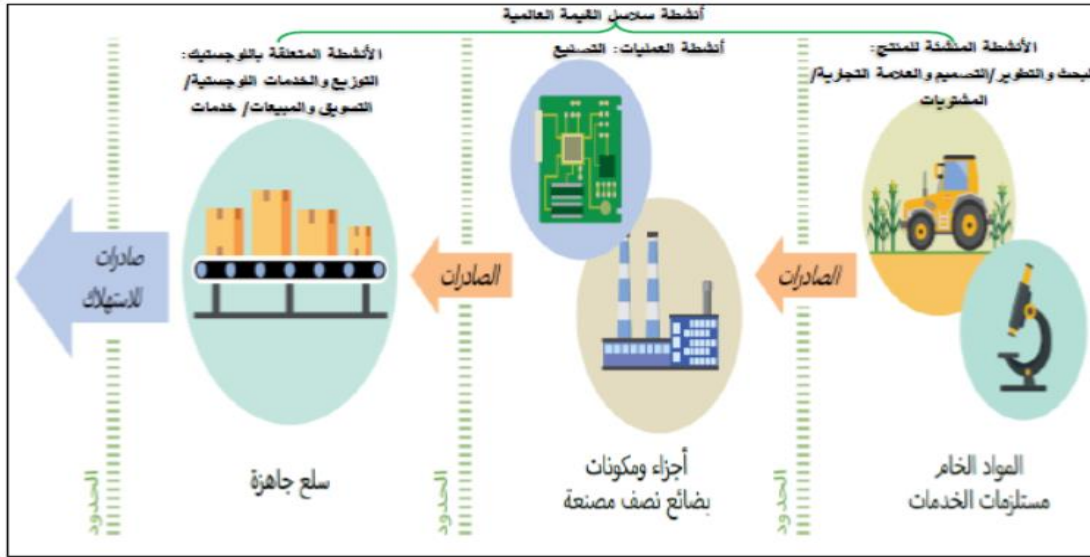 أنشطة سلاسل القيمة العالمية
الأنشطة المنشئة للمنتج:
البحث والتطوير/التصميم والعلامة التجارية/
المشتريات
أنشطة العمليات: التصنيع
الأنشطة المتعلقة باللوجستيك:
التوزيع والخدمات اللوجستية/
التسويق والمبيعات/ خدمات
الصادرات
الصادرات
صادرات
للاستهلاك
المواد الخام
مستلزمات الخدمات
الحدود
أجزاء ومكونات
بضائع نصف مصنعة
الحدود
سلع جاهزة
الحدود